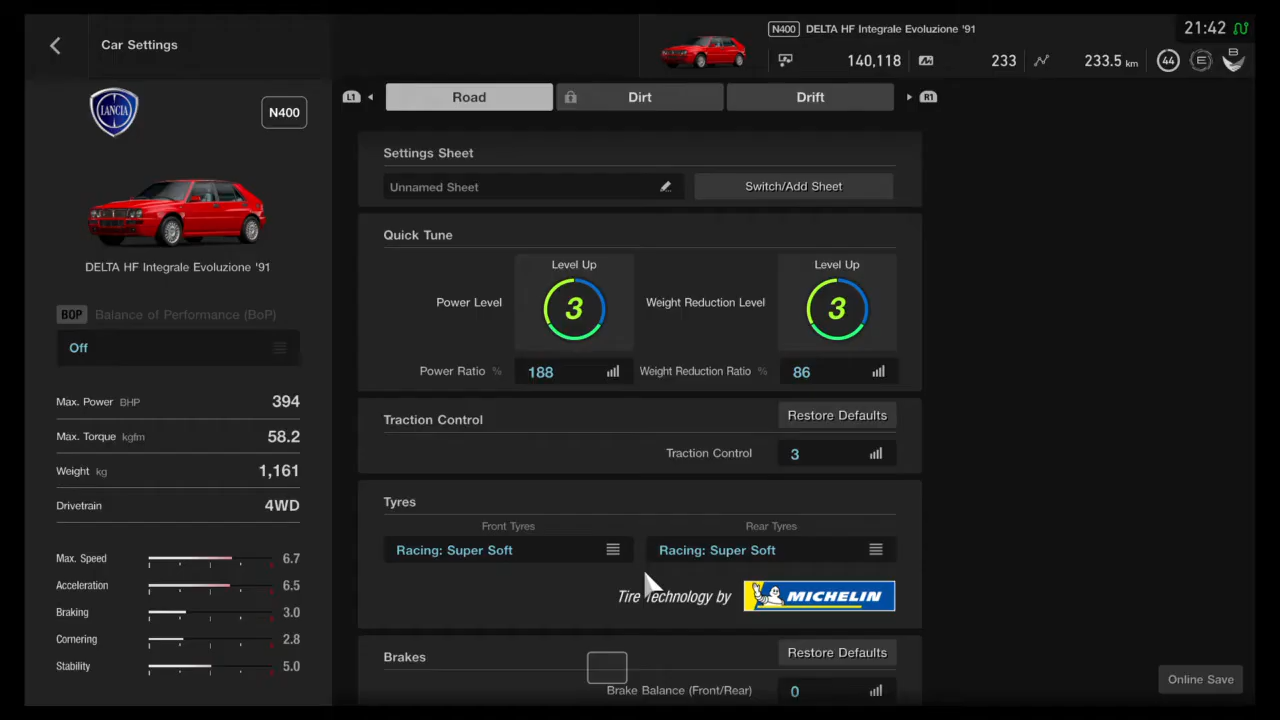 Car Settings
N400 DELTA HF Integrale Evoluzione '91
21:42
140,118 233 233.5 km 44 E B
LANCIA
N400
DELTA HF Integrale Evoluzione '91
BOP Balance of Performance (BoP)
Off
Max. Power BHP 394
Max. Torque kgfm 58.2
Weight kg 1,161
Drivetrain 4WD
Max. Speed 6.7
Acceleration 6.5
Braking 3.0
Cornering 2.8
Stability 5.0
L1 Road Dirt Drift R1
Settings Sheet
Unnamed Sheet Switch/Add Sheet
Quick Tune
Level Up Level Up
Power Level 3 Weight Reduction Level 3
Power Ratio % 188 Weight Reduction Ratio % 86
Traction Control Restore Defaults
Traction Control 3
Tyres
Front Tyres Rear Tyres
Racing: Super Soft Racing: Super Soft
Tire Technology by MICHELIN
Brakes Restore Defaults
Brake Balance (Front/Rear) 0
Online Save